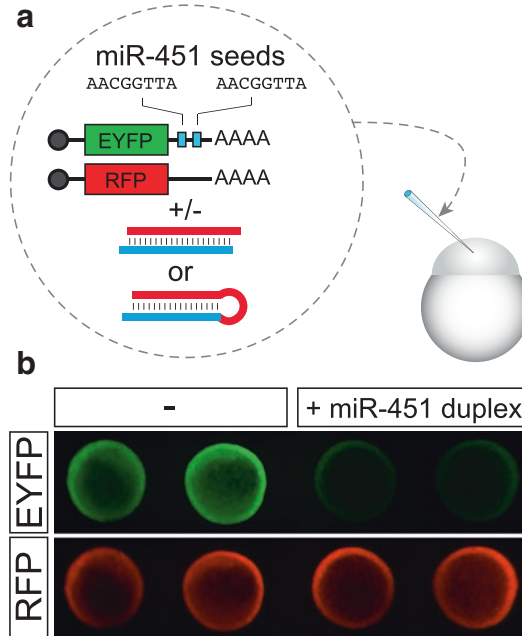 a
miR-451 seeds
AACGGTTA AACGGTTA
EYFP AAAA
RFP AAAA
+/-
or
b
- + miR-451 duplex
EYFP
RFP